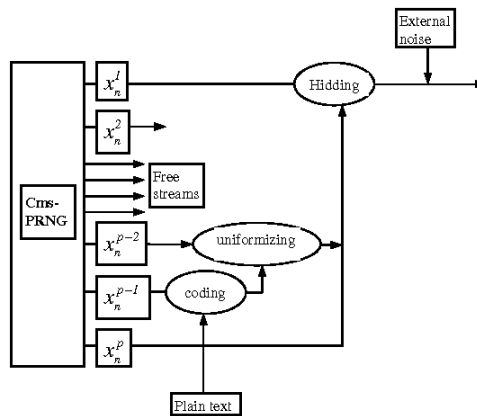 External
noise
x_n^1
Hidding
x_n^2
Free
streams
Cms-
PRNG
x_n^{p-2}
uniformizing
x_n^{p-1}
coding
x_n^p
Plain text